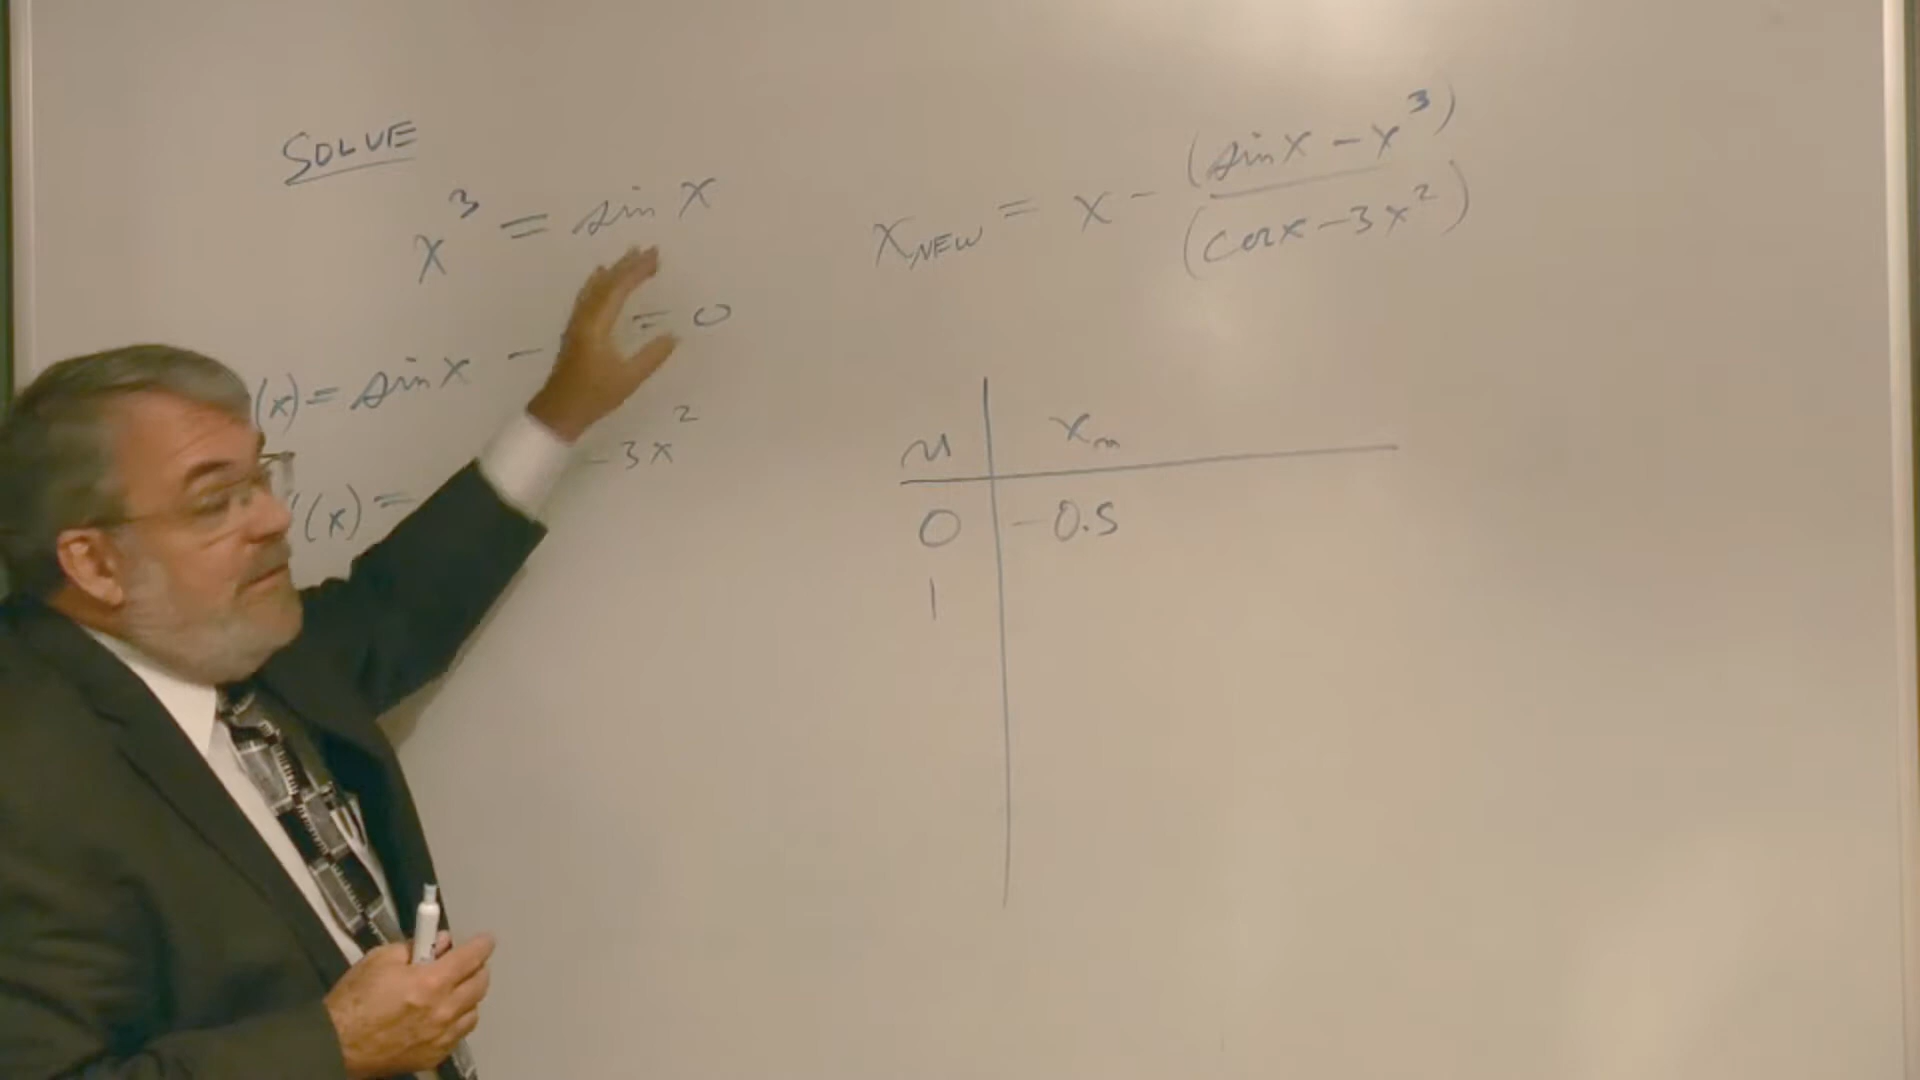 SOLVE
x³ = sin x
= 0
(x) = sin x -
'(x) = - 3x²
x_NEW = x - (sin x - x³)/(cos x - 3x²)
n x_n
0 -0.5
1